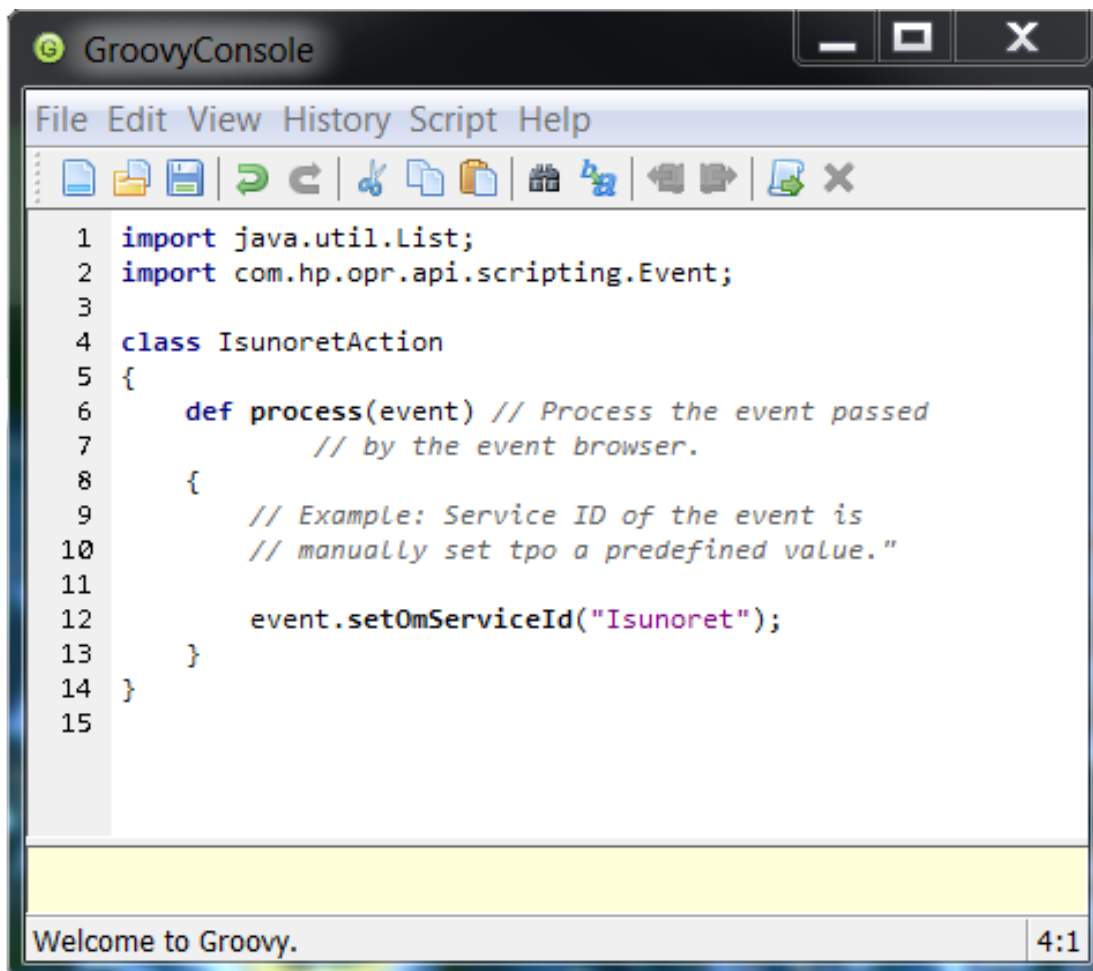 GroovyConsole
File Edit View History Script Help
1 import java.util.List;
2 import com.hp.opr.api.scripting.Event;
3
4 class IsunoretAction
5 {
6     def process(event) // Process the event passed
7             // by the event browser.
8     {
9         // Example: Service ID of the event is
10         // manually set tpo a predefined value."
11
12         event.setOmServiceId("Isunoret");
13     }
14 }
15
Welcome to Groovy. 4:1